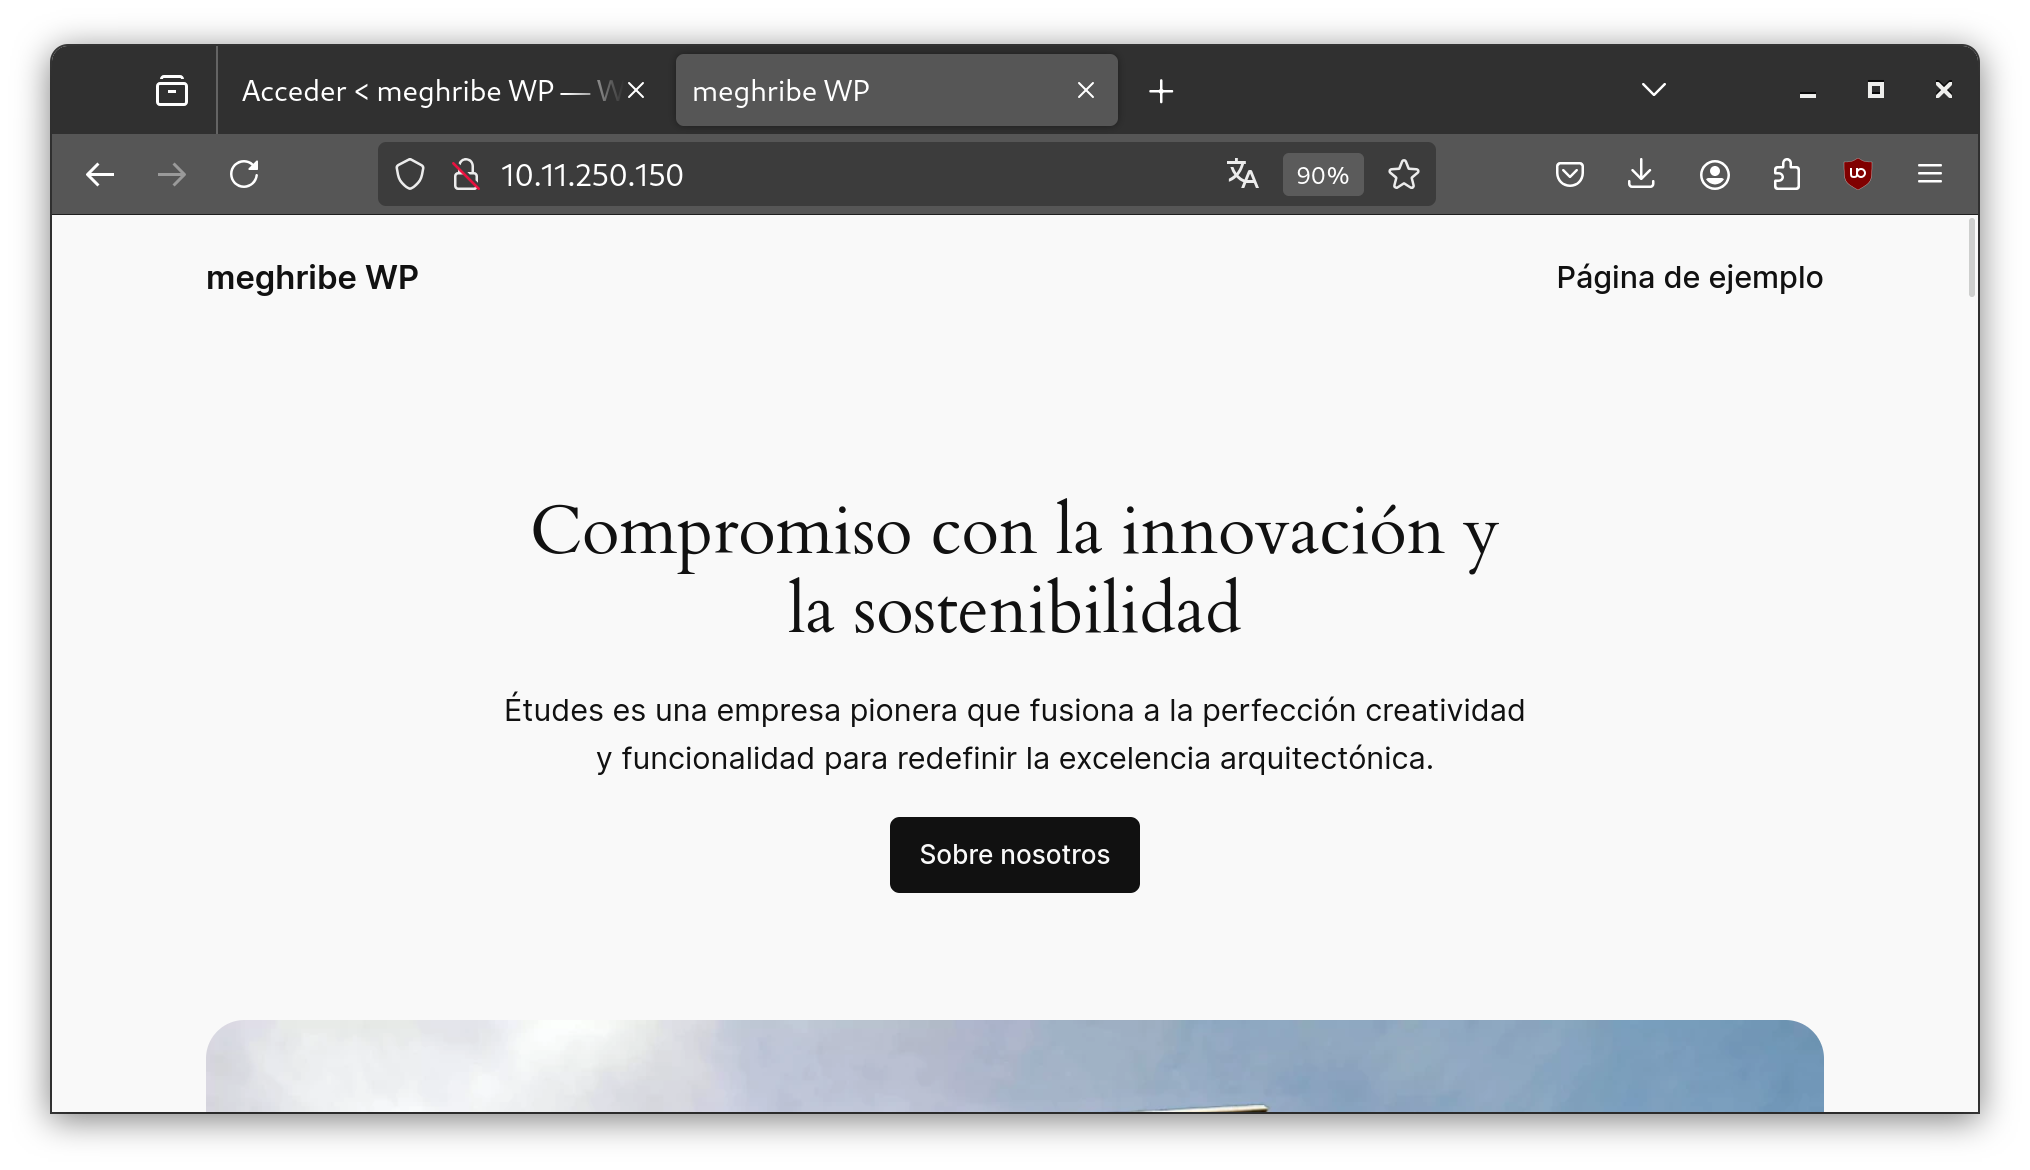 Acceder < meghribe WP — W
meghribe WP
10.11.250.150
90%
meghribe WP
Página de ejemplo
Compromiso con la innovación y
la sostenibilidad
Études es una empresa pionera que fusiona a la perfección creatividad
y funcionalidad para redefinir la excelencia arquitectónica.
Sobre nosotros